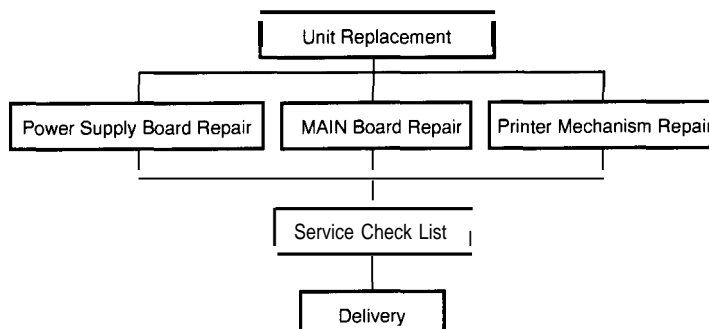 Unit Replacement
Power Supply Board Repair
MAIN Board Repair
Printer Mechanism Repair
Service Check List
Delivery